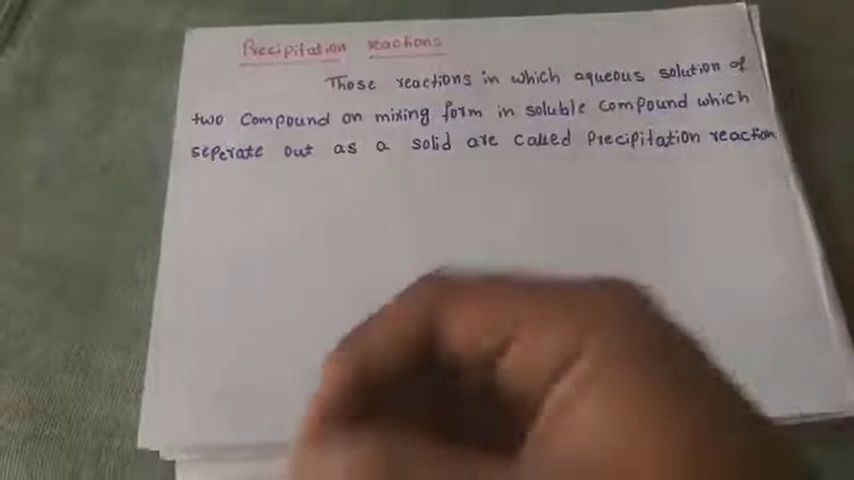 Precipitation reactions
Those reactions in which aqueous solution of
two compound on mixing form in soluble compound which
seperate out as a solid are called Precipitation reaction